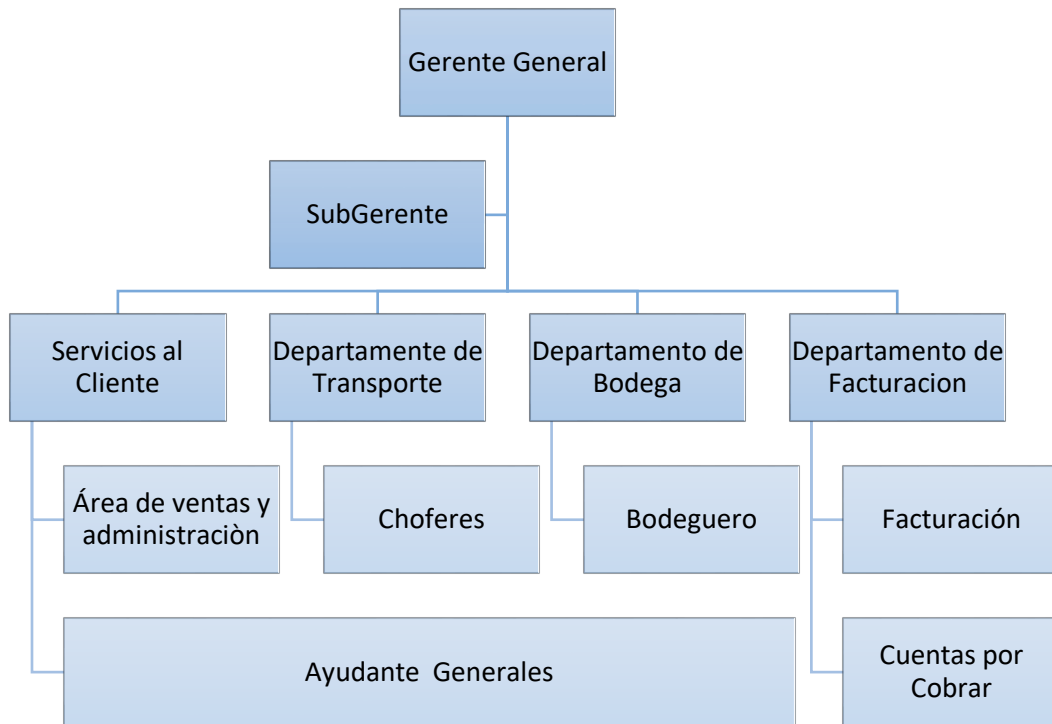 Gerente General
SubGerente
Servicios al
Cliente
Departamente de
Transporte
Departamento de
Bodega
Departamento de
Facturacion
Área de ventas y
administraciòn
Choferes
Bodeguero
Facturación
Ayudante  Generales
Cuentas por
Cobrar